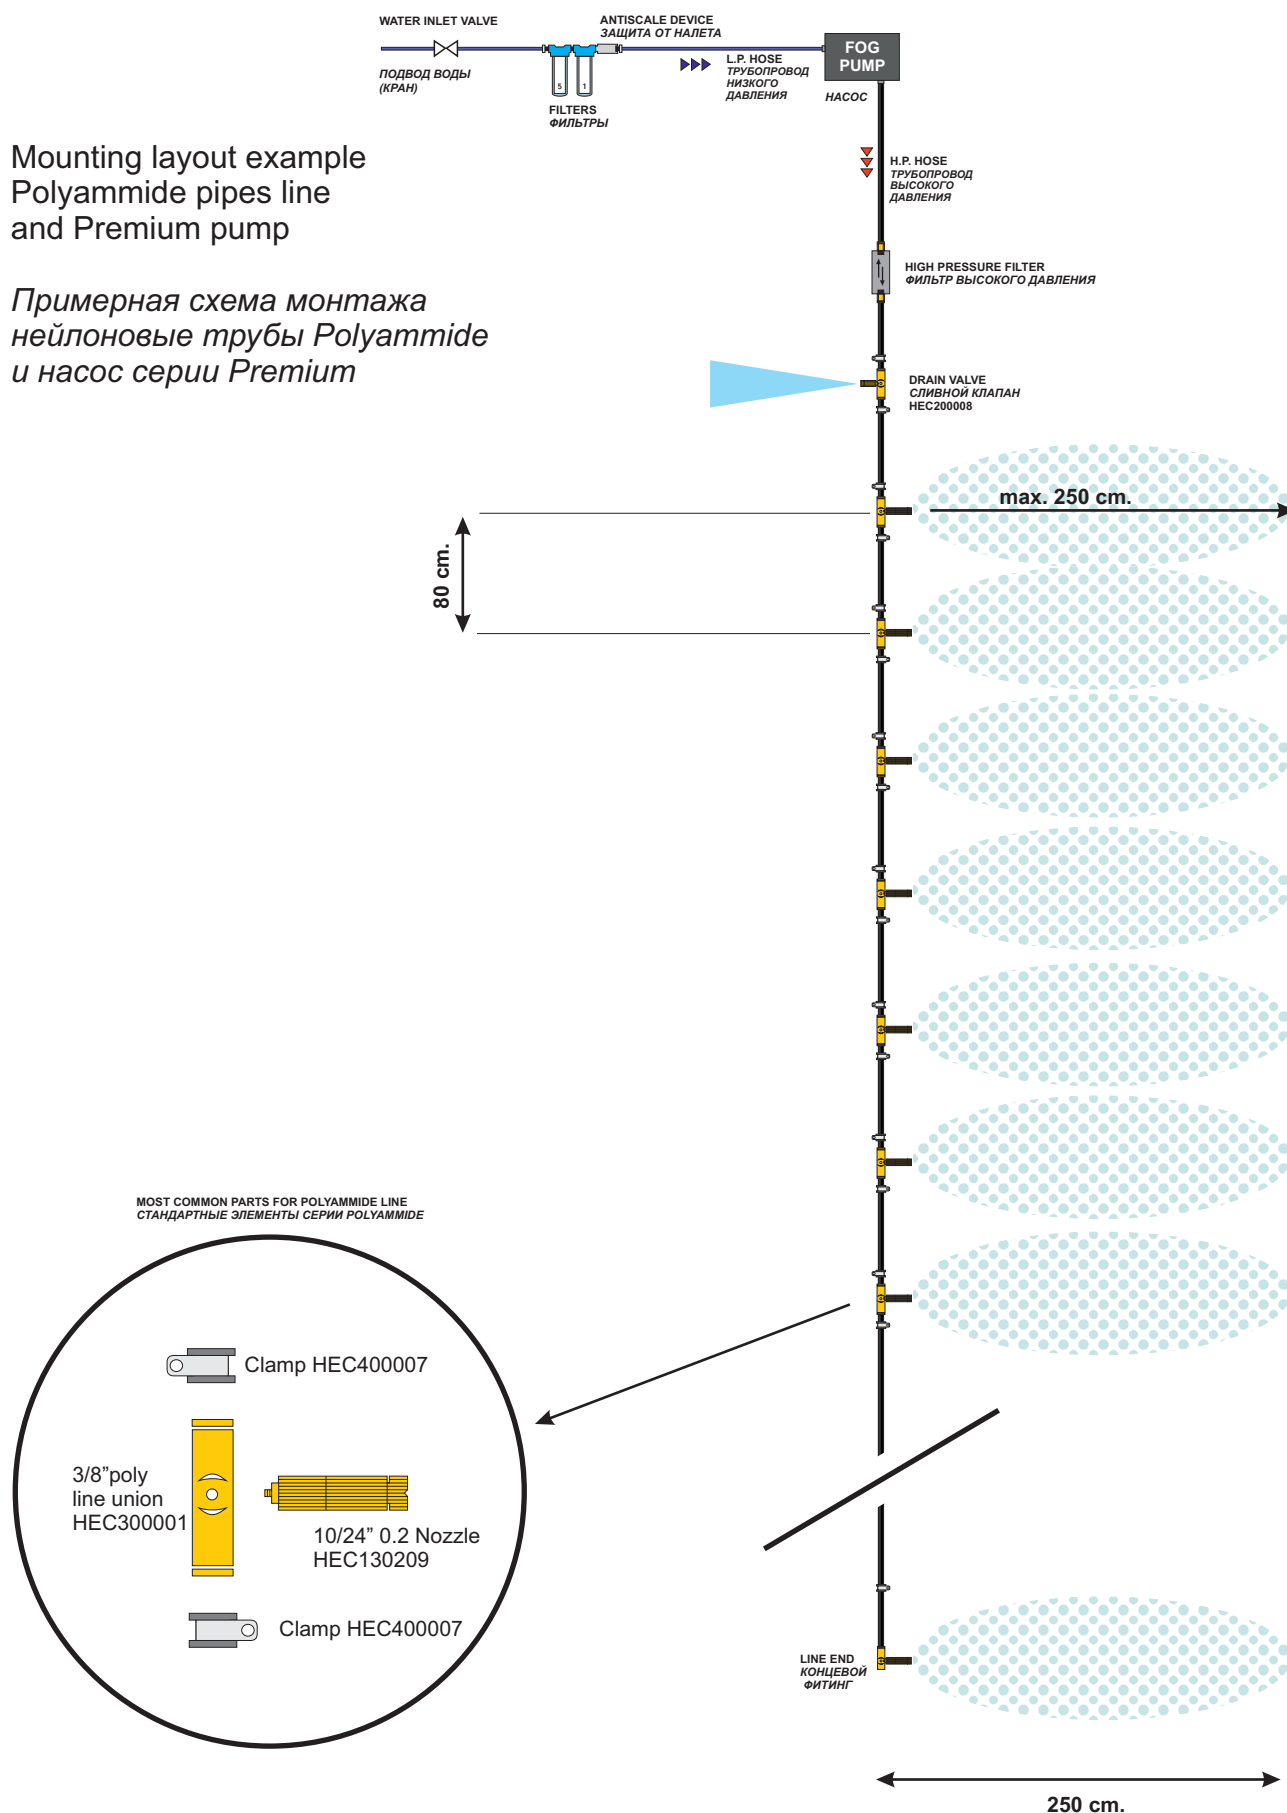 WATER INLET VALVE
ПОДВОД ВОДЫ
(КРАН)
ANTISCALE DEVICE
ЗАЩИТА ОТ НАЛЕТА
5
1
FILTERS
ФИЛЬТРЫ
L.P. HOSE
ТРУБОПРОВОД
НИЗКОГО
ДАВЛЕНИЯ
FOG
PUMP
НАСОС
Mounting layout example
Polyammide pipes line
and Premium pump
Примерная схема монтажа
нейлоновые трубы Polyammide
и насос серии Premium
H.P. HOSE
ТРУБОПРОВОД
ВЫСОКОГО
ДАВЛЕНИЯ
HIGH PRESSURE FILTER
ФИЛЬТР ВЫСОКОГО ДАВЛЕНИЯ
DRAIN VALVE
СЛИВНОЙ КЛАПАН
HEC200008
max. 250 cm.
80 cm.
MOST COMMON PARTS FOR POLYAMMIDE LINE
СТАНДАРТНЫЕ ЭЛЕМЕНТЫ СЕРИИ POLYAMMIDE
Clamp HEC400007
3/8”poly
line union
HEC300001
10/24” 0.2 Nozzle
HEC130209
Clamp HEC400007
LINE END
КОНЦЕВОЙ
ФИТИНГ
250 cm.